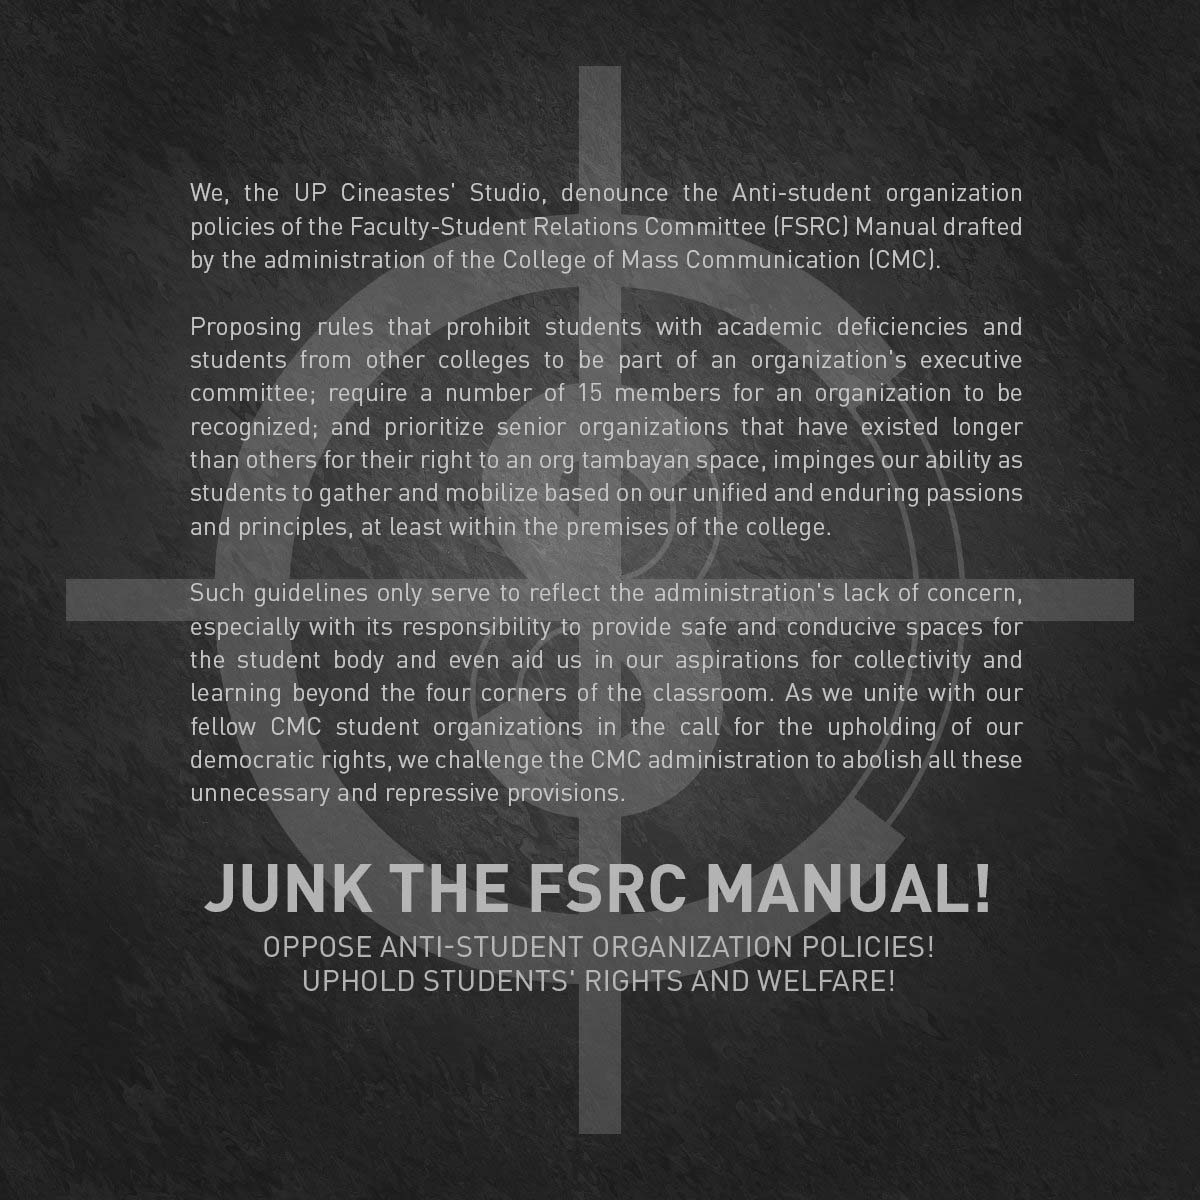 We, the UP Cineastes' Studio, denounce the Anti-student organization
policies of the Faculty-Student Relations Committee (FSRC) Manual drafted
by the administration of the College of Mass Communication (CMC).
Proposing rules that prohibit students with academic deficiencies and
students from other colleges to be part of an organization's executive
committee; require a number of 15 members for an organization to be
recognized; and prioritize senior organizations that have existed longer
than others for their right to an org tambayan space, impinges our ability as
students to gather and mobilize based on our unified and enduring passions
and principles, at least within the premises of the college.
Such guidelines only serve to reflect the administration's lack of concern,
especially with its responsibility to provide safe and conducive spaces for
the student body and even aid us in our aspirations for collectivity and
learning beyond the four corners of the classroom. As we unite with our
fellow CMC student organizations in the call for the upholding of our
democratic rights, we challenge the CMC administration to abolish all these
unnecessary and repressive provisions.
JUNK THE FSRC MANUAL!
OPPOSE ANTI-STUDENT ORGANIZATION POLICIES!
UPHOLD STUDENTS' RIGHTS AND WELFARE!